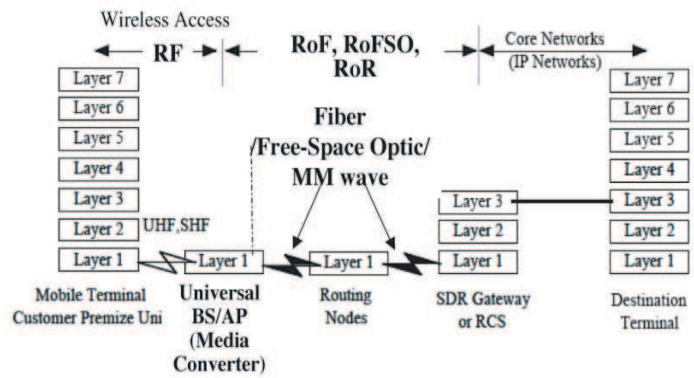 Wireless Access
RF
RoF, RoFSO,
RoR
Core Networks
(IP Networks)
Layer 7
Layer 6
Layer 5
Layer 4
Layer 3
Layer 2
Layer 1
UHF,SHF
Fiber
/Free-Space Optic/
MM wave
Layer 1
Layer 1
Layer 3
Layer 2
Layer 1
Layer 7
Layer 6
Layer 5
Layer 4
Layer 3
Layer 2
Layer 1
Mobile Terminal
Customer Premize Uni
Universal
BS/AP
(Media
Converter)
Routing
Nodes
SDR Gateway
or RCS
Destination
Terminal